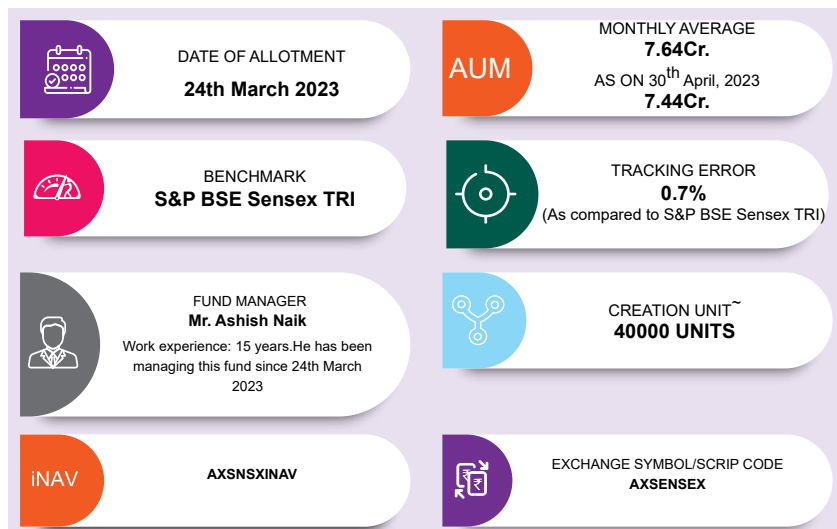 DATE OF ALLOTMENT
24th March 2023
AUM
MONTHLY AVERAGE
7.64Cr.
AS ON 30th April, 2023
7.44Cr.
BENCHMARK
S&P BSE Sensex TRI
TRACKING ERROR
0.7%
(As compared to S&P BSE Sensex TRI)
FUND MANAGER
Mr. Ashish Naik
Work experience: 15 years.He has been
managing this fund since 24th March
2023
CREATION UNIT~
40000 UNITS
iNAV
AXSNSXINAV
EXCHANGE SYMBOL/SCRIP CODE
AXSENSEX